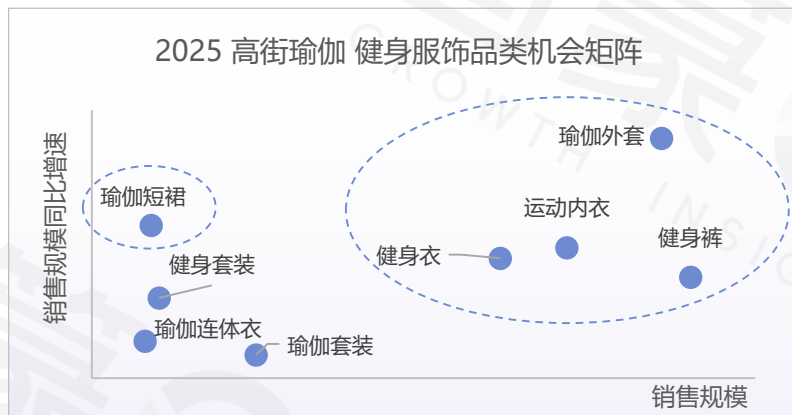 2025 高街瑜伽 健身服饰品类机会矩阵
销售规模同比增速
瑜伽外套
瑜伽短裙
运动内衣
健身裤
健身衣
健身套装
瑜伽连体衣
瑜伽套装
销售规模
GROWTH INSIG